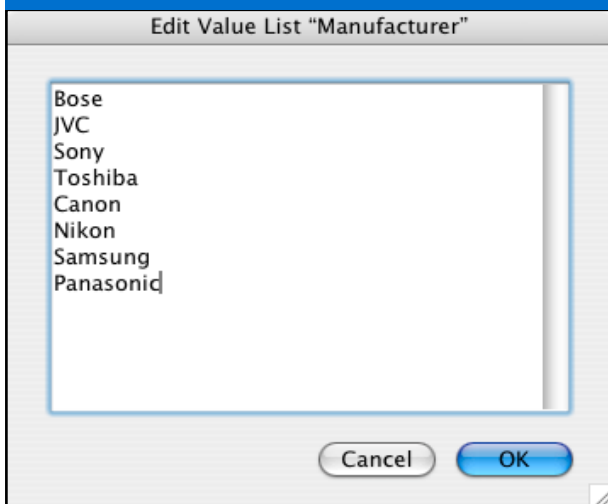 Edit Value List “Manufacturer”
Bose
JVC
Sony
Toshiba
Canon
Nikon
Samsung
Panasonic
Cancel
OK